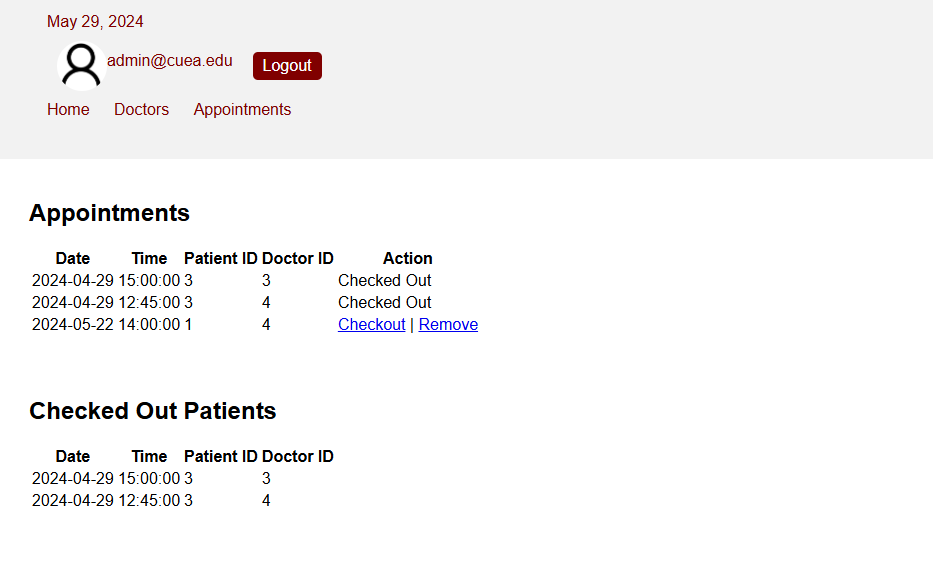 May 29, 2024
admin@cuea.edu Logout
Home Doctors Appointments
Appointments
Date Time Patient ID Doctor ID Action
2024-04-29 15:00:00 3 3 Checked Out
2024-04-29 12:45:00 3 4 Checked Out
2024-05-22 14:00:00 1 4 Checkout | Remove
Checked Out Patients
Date Time Patient ID Doctor ID
2024-04-29 15:00:00 3 3
2024-04-29 12:45:00 3 4